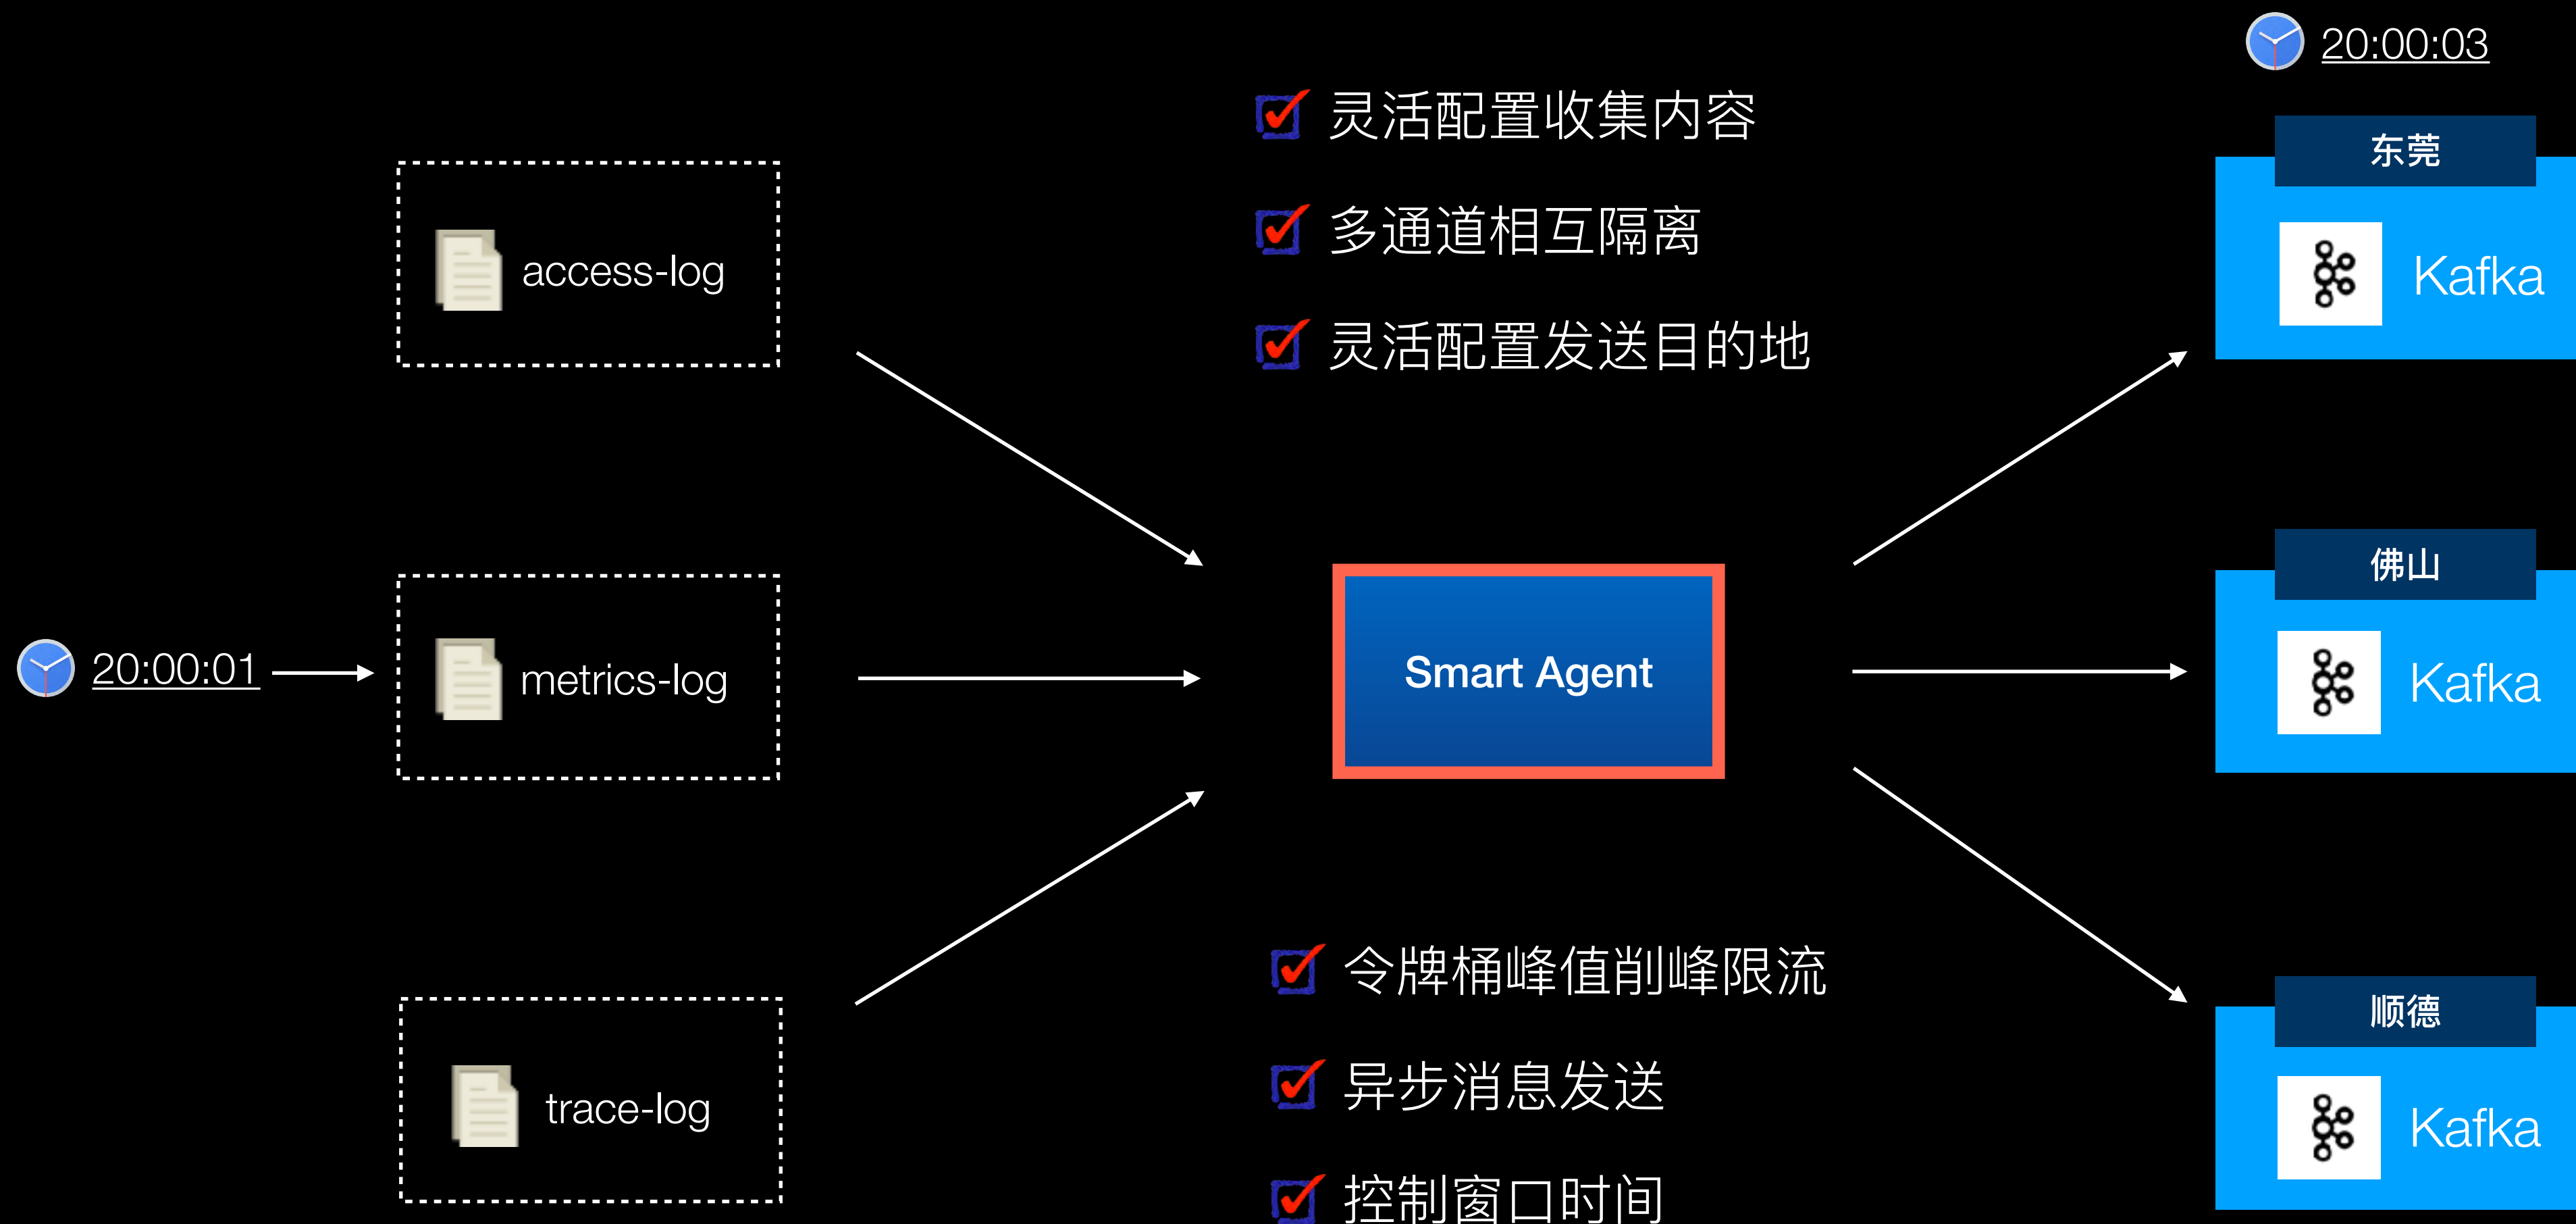 20:00:03
灵活配置收集内容
多通道相互隔离
灵活配置发送目的地
东莞
Kafka
access-log
佛山
Kafka
20:00:01
metrics-log
Smart Agent
令牌桶峰值削峰限流
异步消息发送
控制窗口时间
顺德
Kafka
trace-log